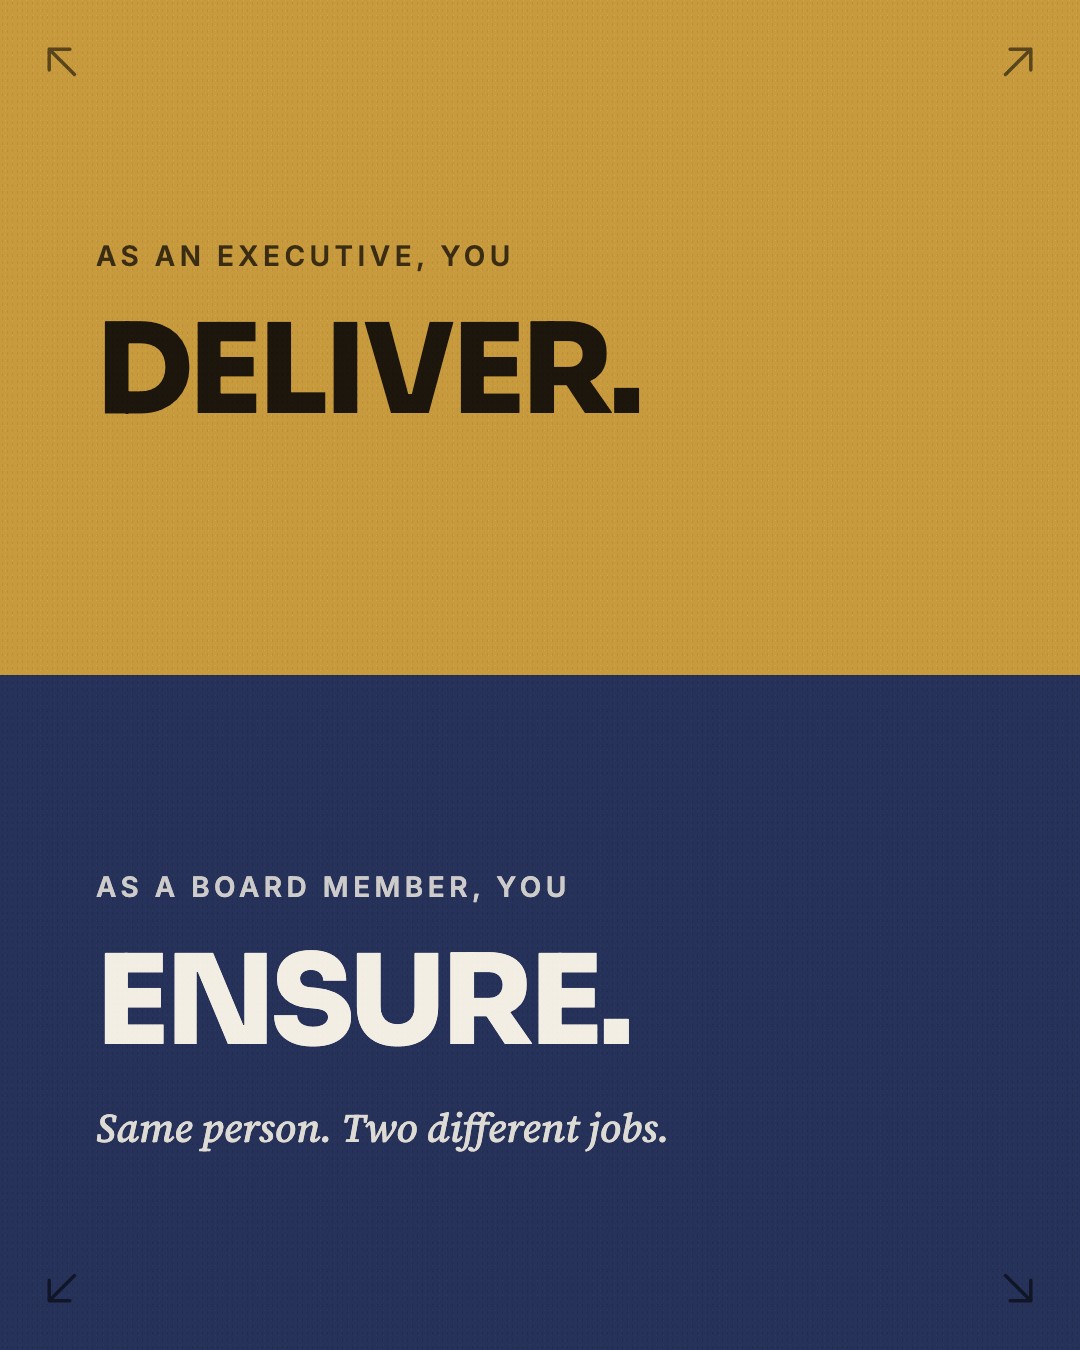 AS AN EXECUTIVE, YOU
DELIVER.
AS A BOARD MEMBER, YOU
ENSURE.
Same person. Two different jobs.